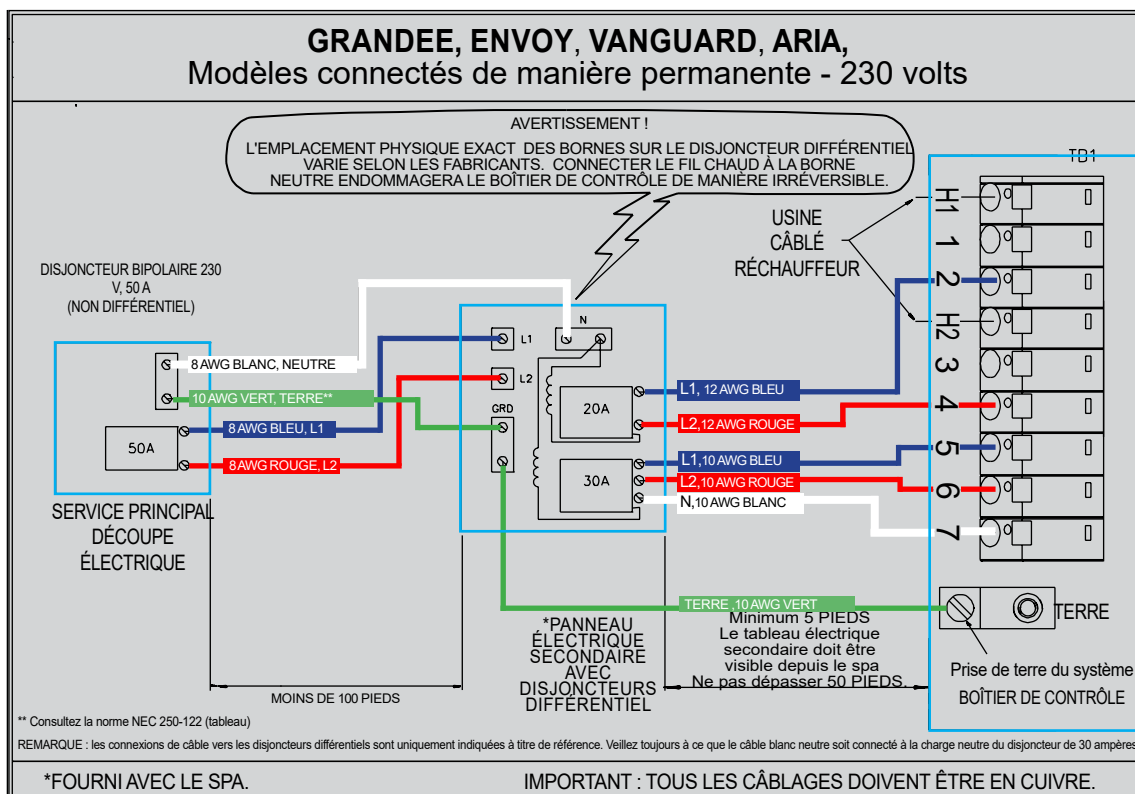 GRANDEE, ENVOY, VANGUARD, ARIA,
Modèles connectés de manière permanente - 230 volts
AVERTISSEMENT !
L'EMPLACEMENT PHYSIQUE EXACT DES BORNES SUR LE DISJONCTEUR DIFFÉRENTIEL
VARIE SELON LES FABRICANTS. CONNECTER LE FIL CHAUD À LA BORNE
NEUTRE ENDOMMAGERA LE BOÎTIER DE CONTRÔLE DE MANIÈRE IRRÉVERSIBLE.
TB1
H1
1
2
H2
3
4
5
6
7
USINE
CÂBLÉ
RÉCHAUFFEUR
DISJONCTEUR BIPOLAIRE 230
V, 50 A
(NON DIFFÉRENTIEL)
8 AWG BLANC, NEUTRE
10 AWG VERT, TERRE**
8 AWG BLEU, L1
8 AWG ROUGE, L2
50A
SERVICE PRINCIPAL
DÉCOUPE
ÉLECTRIQUE
N
L1
L2
GRD
20A
30A
L1, 12 AWG BLEU
L2,12 AWG ROUGE
L1,10 AWG BLEU
L2,10 AWG ROUGE
N,10 AWG BLANC
TERRE ,10 AWG VERT
*PANNEAU
ÉLECTRIQUE
SECONDAIRE
AVEC
DISJONCTEURS
DIFFÉRENTIEL
Minimum 5 PIEDS
Le tableau électrique
secondaire doit être
visible depuis le spa
Ne pas dépasser 50 PIEDS.
TERRE
Prise de terre du système
BOÎTIER DE CONTRÔLE
MOINS DE 100 PIEDS
** Consultez la norme NEC 250-122 (tableau)
REMARQUE : les connexions de câble vers les disjoncteurs différentiels sont uniquement indiquées à titre de référence. Veillez toujours à ce que le câble blanc neutre soit connecté à la charge neutre du disjoncteur de 30 ampères
*FOURNI AVEC LE SPA.
IMPORTANT : TOUS LES CÂBLAGES DOIVENT ÊTRE EN CUIVRE.